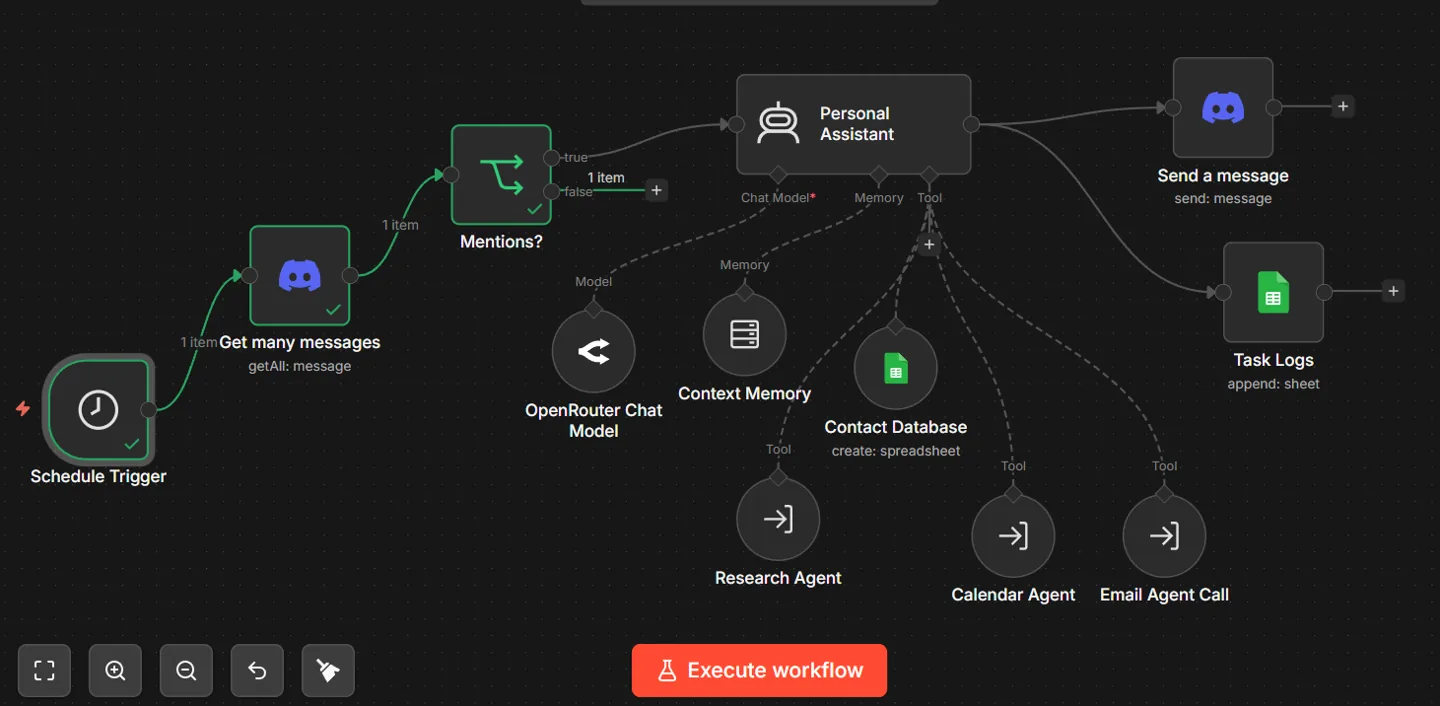 Personal
Assistant
Chat Model*
Memory
Tool
Send a message
send: message
true
1 item
false
Mentions?
1 item
Get many messages
getAll: message
1 item
Schedule Trigger
Model
OpenRouter Chat
Model
Memory
Context Memory
Contact Database
create: spreadsheet
Task Logs
append: sheet
Tool
Research Agent
Tool
Calendar Agent
Tool
Email Agent Call
Execute workflow